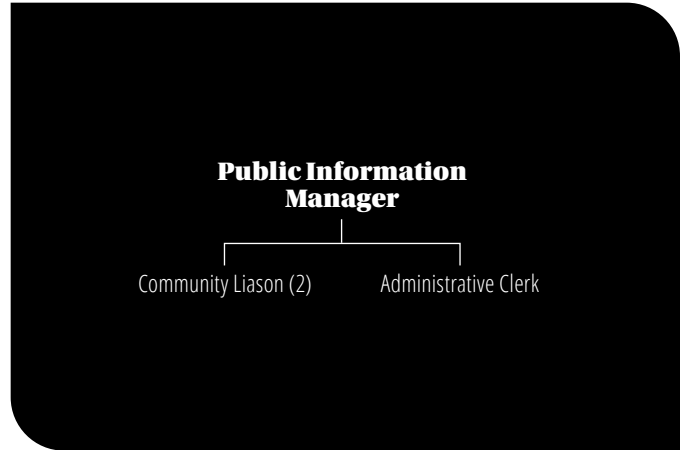 Public Information
Manager
Community Liason (2)
Administrative Clerk